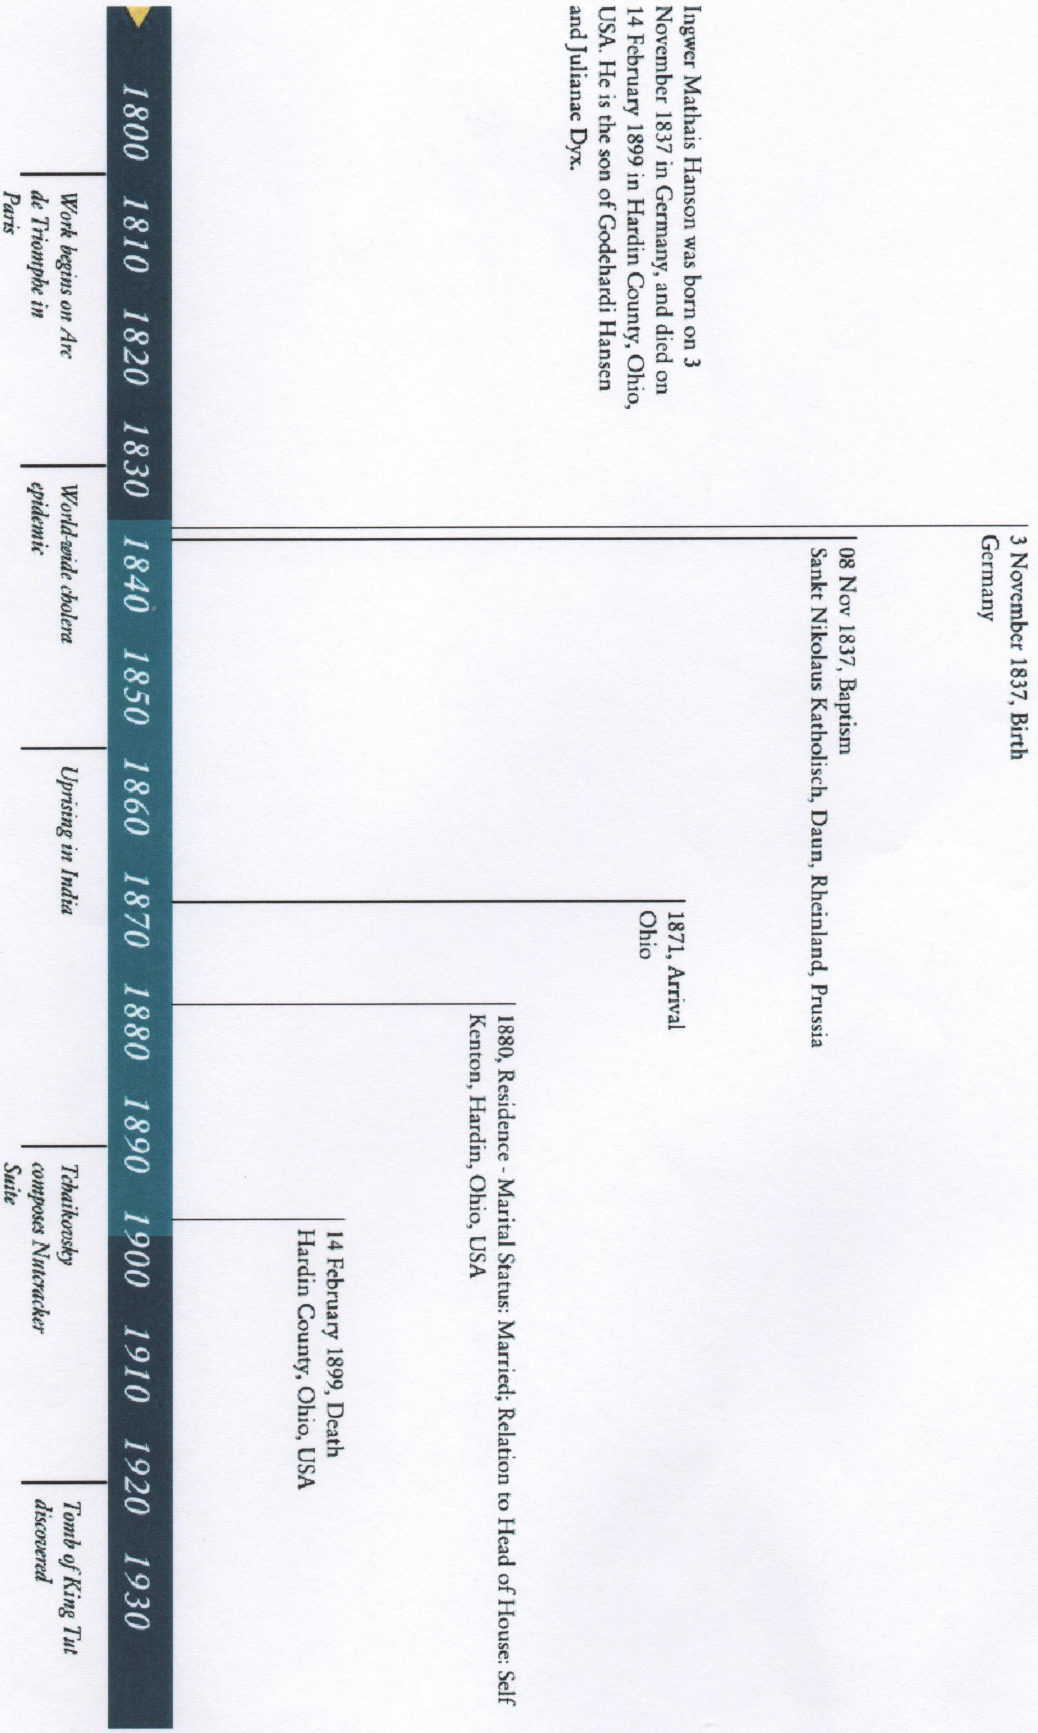 3 November 1837, Birth
Germany
08 Nov 1837, Baptism
Sankt Nikolaus Katholisch, Daun, Rheinland, Prussia
Ingwer Mathais Hanson was born on 3
November 1837 in Germany, and died on
14 February 1899 in Hardin County, Ohio,
USA. He is the son of Godehardi Hansen
and Julianae Dyx.
1871, Arrival
Ohio
1880, Residence - Marital Status: Married; Relation to Head of House: Self
Kenton, Hardin, Ohio, USA
14 February 1899, Death
Hardin County, Ohio, USA
1800 1810 1820 1830 1840 1850 1860 1870 1880 1890 1900 1910 1920 1930
Work begins on Arc
de Triomphe in
Paris
World-wide cholera
epidemic
Uprising in India
Tchaikovsky
composes Nutcracker
Suite
Tomb of King Tut
discovered